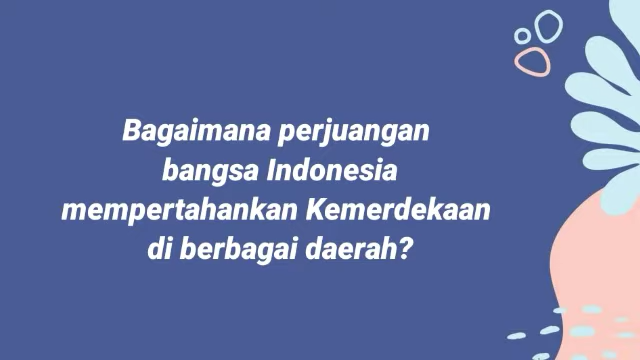 Bagaimana perjuangan
bangsa Indonesia
mempertahankan Kemerdekaan
di berbagai daerah?